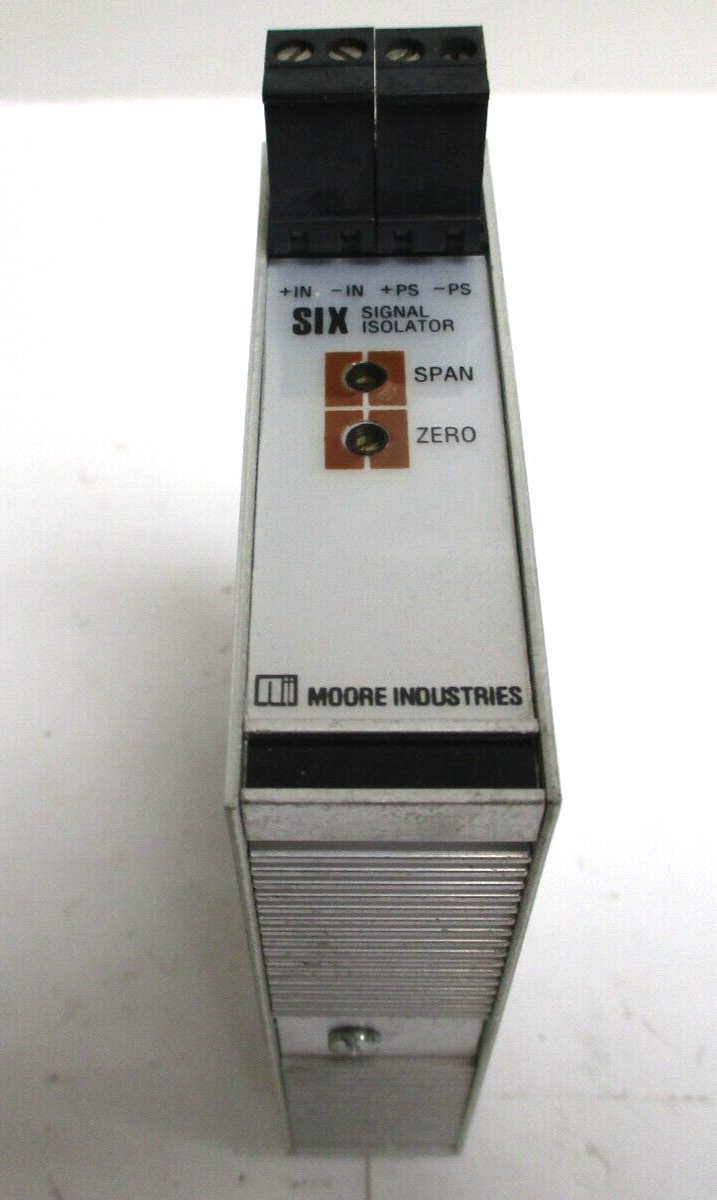 +IN -IN +PS -PS
SIX SIGNAL ISOLATOR
SPAN
ZERO
MOORE INDUSTRIES